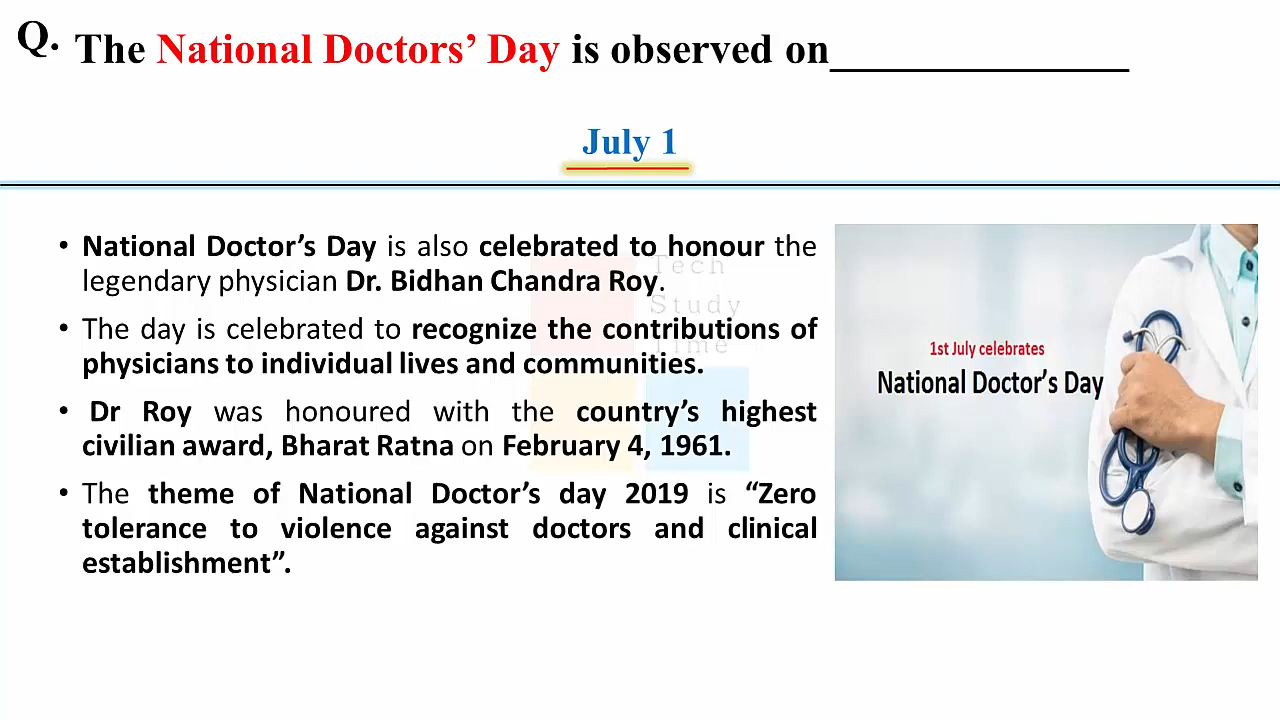 Q. The National Doctors’ Day is observed on______________
July 1
• National Doctor’s Day is also celebrated to honour the
legendary physician Dr. Bidhan Chandra Roy.
• The day is celebrated to recognize the contributions of
physicians to individual lives and communities.
• Dr Roy was honoured with the country’s highest
civilian award, Bharat Ratna on February 4, 1961.
• The theme of National Doctor’s day 2019 is “Zero
tolerance to violence against doctors and clinical
establishment”.
Tech
Study
Time
1st July celebrates
National Doctor’s Day